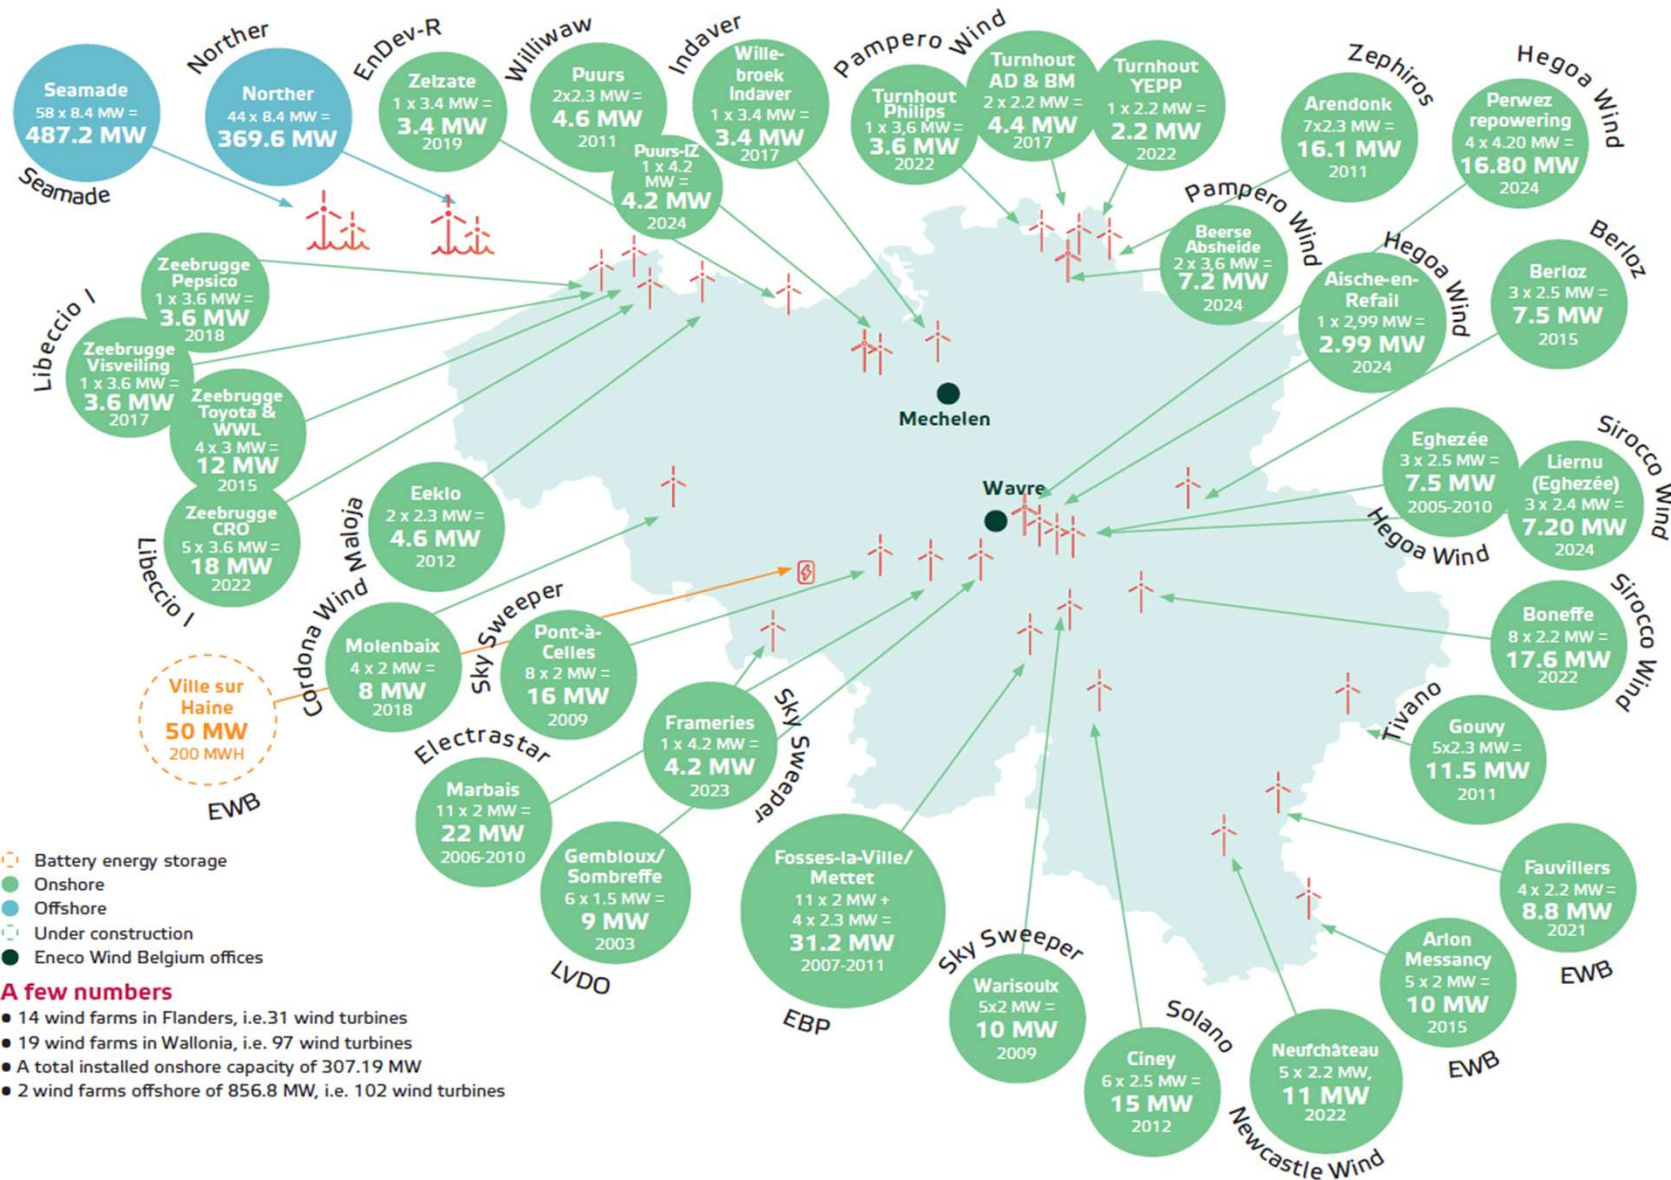 Seamade
58 x 8.4 MW =
487.2 MW
Seamade
Norther
Norther
44 x 8.4 MW =
369.6 MW
EnDev-R
Zelzate
1 x 3.4 MW =
3.4 MW
2019
Williwaw
Puurs
2x2.3 MW =
4.6 MW
2011
Puurs-IZ
1 x 4.2
MW =
4.2 MW
2024
Indaver
Wille-
broek
Indaver
1 x 3.4 MW =
3.4 MW
2017
Pampero Wind
Turnhout
Philips
1 x 3,6 MW =
3.6 MW
2022
Turnhout
AD & BM
2 x 2.2 MW =
4.4 MW
2017
Turnhout
YEPP
1 x 2.2 MW =
2.2 MW
2022
Zephiros
Arendonk
7x2.3 MW =
16.1 MW
2011
Hegoa Wind
Perwez
repowering
4 x 4.20 MW =
16.80 MW
2024
Pampero Wind
Beerse
Absheide
2 x 3,6 MW =
7.2 MW
2024
Hegoa Wind
Aische-en-
Refail
1 x 2,99 MW =
2.99 MW
2024
Berloz
Berloz
3 x 2.5 MW =
7.5 MW
2015
Libeccio I
Zeebrugge
Pepsico
1 x 3.6 MW =
3.6 MW
2018
Zeebrugge
Visveiling
1 x 3.6 MW =
3.6 MW
2017
Zeebrugge
Toyota &
WWL
4 x 3 MW =
12 MW
2015
Zeebrugge
CRO
5 x 3.6 MW =
18 MW
2022
Libeccio I
Maloja
Eeklo
2 x 2.3 MW =
4.6 MW
2012
Mechelen
Wavre
Eghezée
3 x 2.5 MW =
7.5 MW
2005-2010
Hegoa Wind
Sirocco Wind
Liernu
(Eghezée)
3 x 2.4 MW =
7.20 MW
2024
Cordona Wind
Molenbaix
4 x 2 MW =
8 MW
2018
Sky Sweeper
Pont-à-
Celles
8 x 2 MW =
16 MW
2009
Sirocco Wind
Boneffe
8 x 2.2 MW =
17.6 MW
2022
Ville sur
Haine
50 MW
200 MWH
EWB
Electrastar
Marbais
11 x 2 MW =
22 MW
2006-2010
Sky Sweeper
Frameries
1 x 4.2 MW =
4.2 MW
2023
Tivano
Gouvy
5x2.3 MW =
11.5 MW
2011
Gembloux/
Sombreffe
6 x 1.5 MW =
9 MW
2003
LVDO
Fosses-la-Ville/
Mettet
11 x 2 MW +
4 x 2.3 MW =
31.2 MW
2007-2011
EBP
Sky Sweeper
Warisoulx
5x2 MW =
10 MW
2009
Solano
Ciney
6 x 2.5 MW =
15 MW
2012
Neufchâteau
5 x 2.2 MW,
11 MW
2022
Newcastle Wind
Arlon
Messancy
5 x 2 MW =
10 MW
2015
EWB
Fauvillers
4 x 2.2 MW =
8.8 MW
2021
EWB
Battery energy storage
Onshore
Offshore
Under construction
Eneco Wind Belgium offices
A few numbers
• 14 wind farms in Flanders, i.e.31 wind turbines
• 19 wind farms in Wallonia, i.e. 97 wind turbines
• A total installed onshore capacity of 307.19 MW
• 2 wind farms offshore of 856.8 MW, i.e. 102 wind turbines